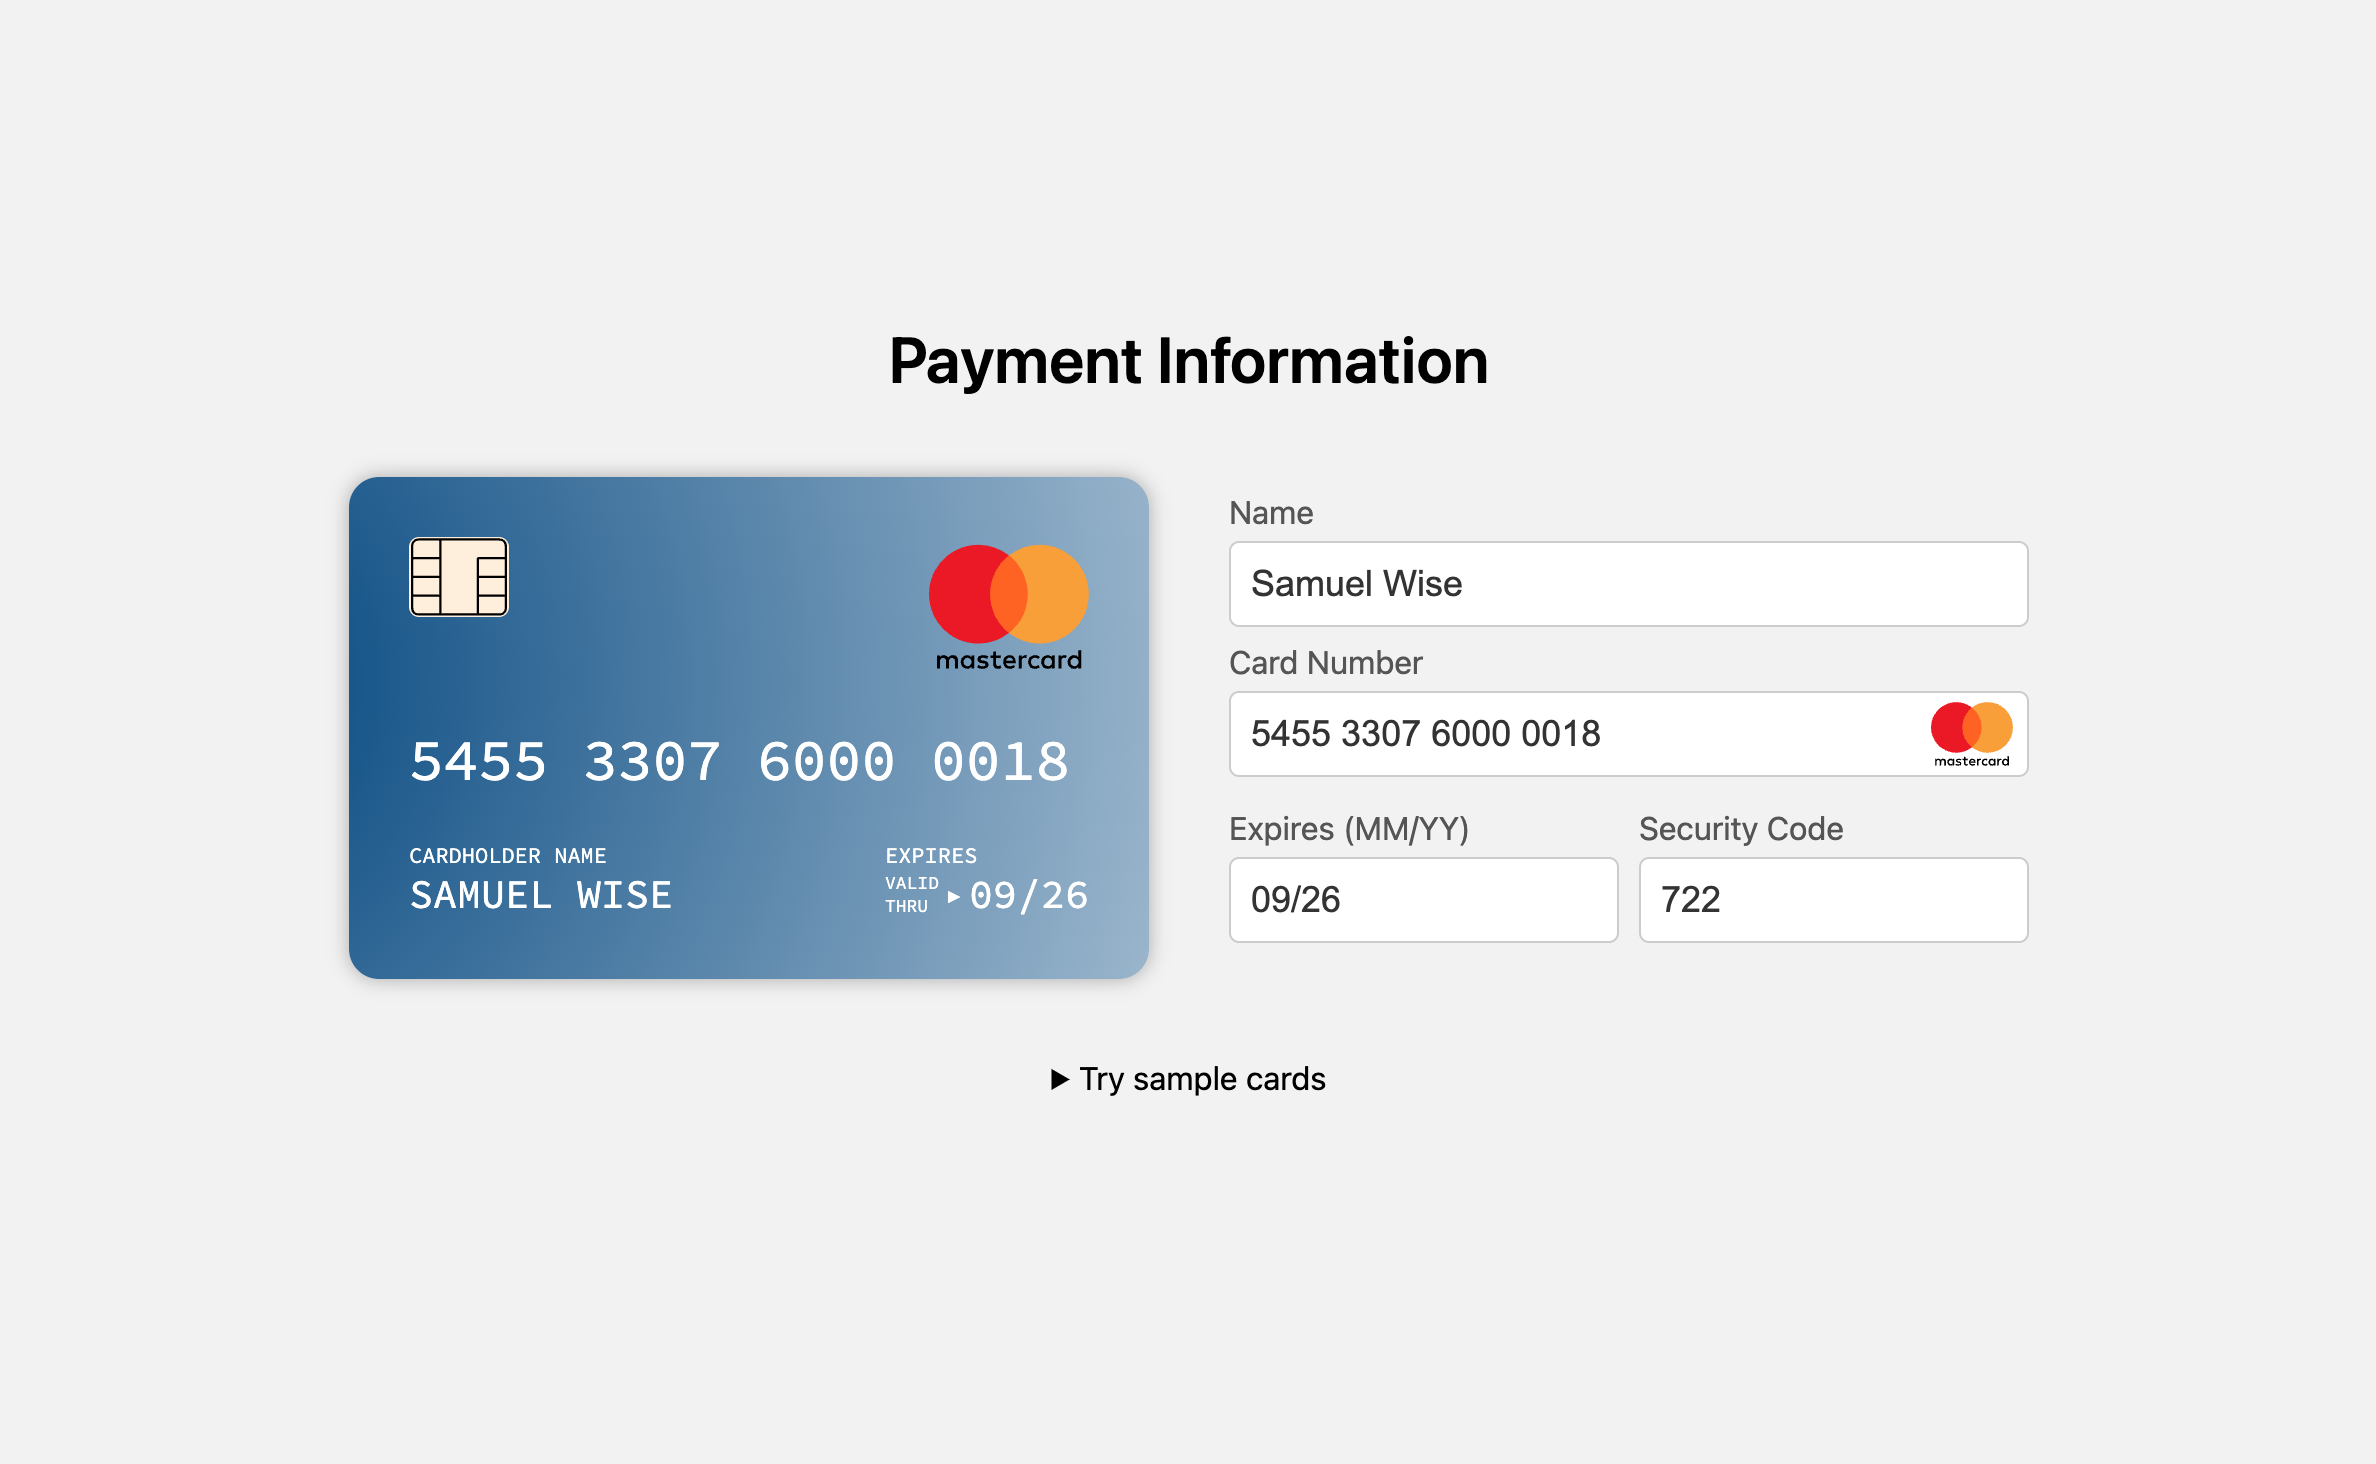 Payment Information
mastercard
5455 3307 6000 0018
CARDHOLDER NAME
SAMUEL WISE
EXPIRES
VALID
THRU
09/26
Name
Samuel Wise
Card Number
5455 3307 6000 0018
mastercard
Expires (MM/YY)
09/26
Security Code
722
Try sample cards